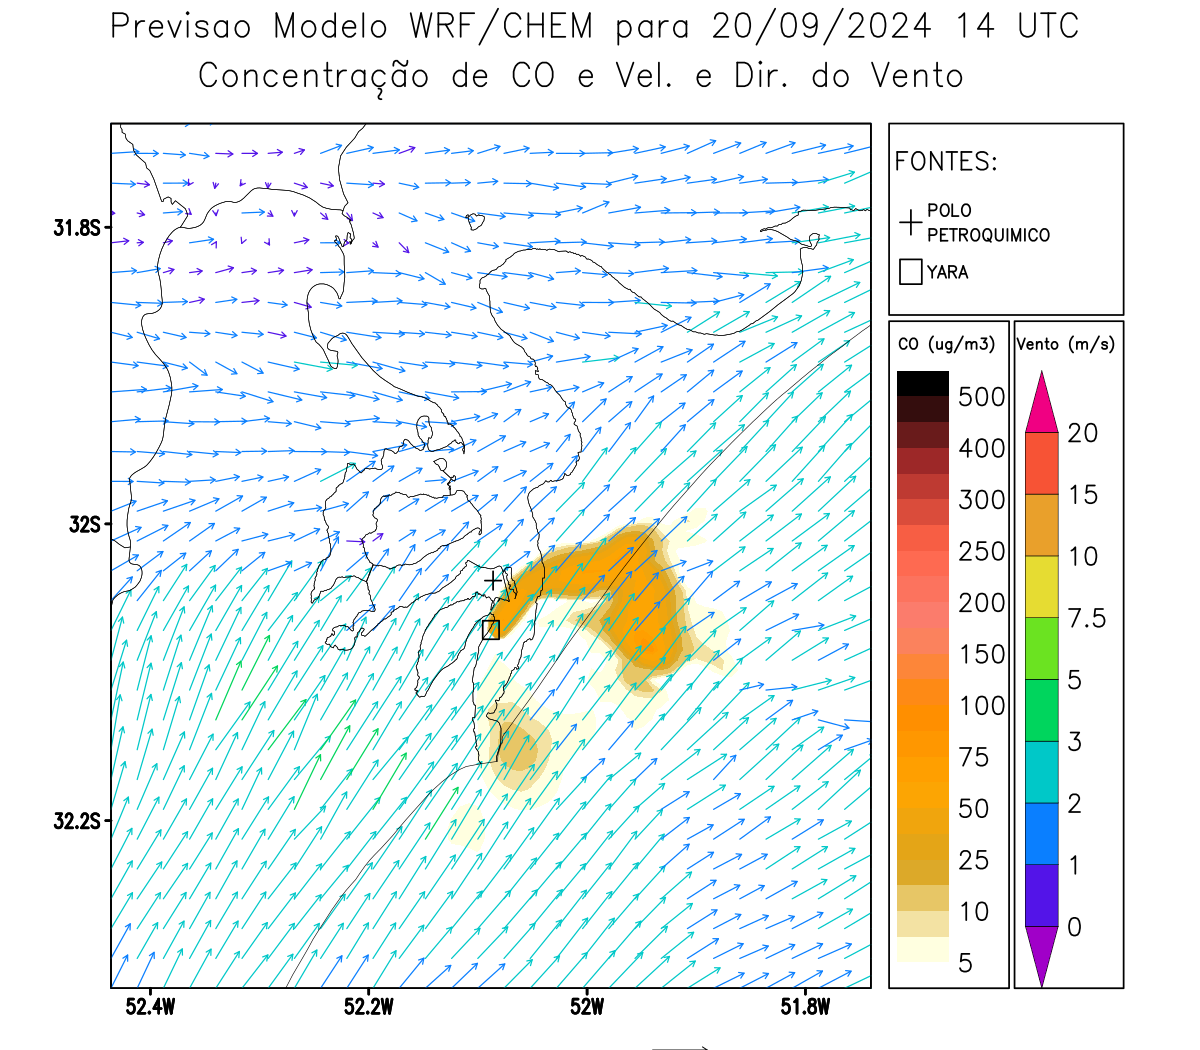 Previsao Modelo WRF/CHEM para 20/09/2024 14 UTC
Concentração de CO e Vel. e Dir. do Vento
FONTES:
POLO
PETROQUIMICO
YARA
CO (ug/m3)
500
400
300
250
200
150
100
75
50
25
10
5
Vento (m/s)
20
15
10
7.5
5
3
2
1
0
31.8S
32S
32.2S
52.4W
52.2W
52W
51.8W